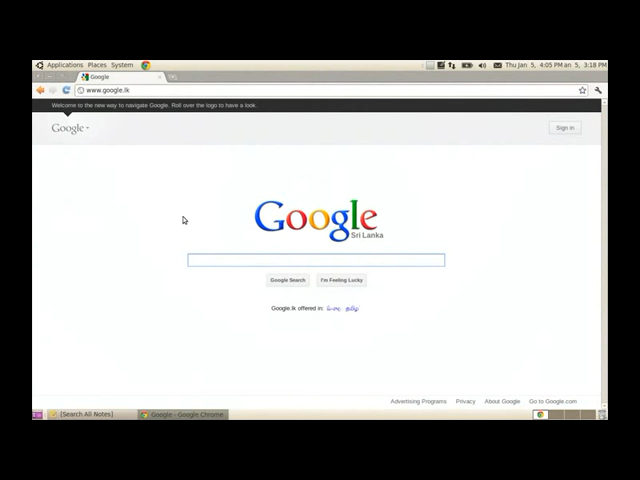 Applications Places System
Thu Jan 5, 4:05 PM an 5, 3:18 PM
Google
www.google.lk
Welcome to the new way to navigate Google. Roll over the logo to have a look.
Google
Sign in
Google
Sri Lanka
Google Search I'm Feeling Lucky
Google.lk offered in: සිංහල தமிழ்
Advertising Programs Privacy About Google Go to Google.com
[Search All Notes] Google - Google Chrome